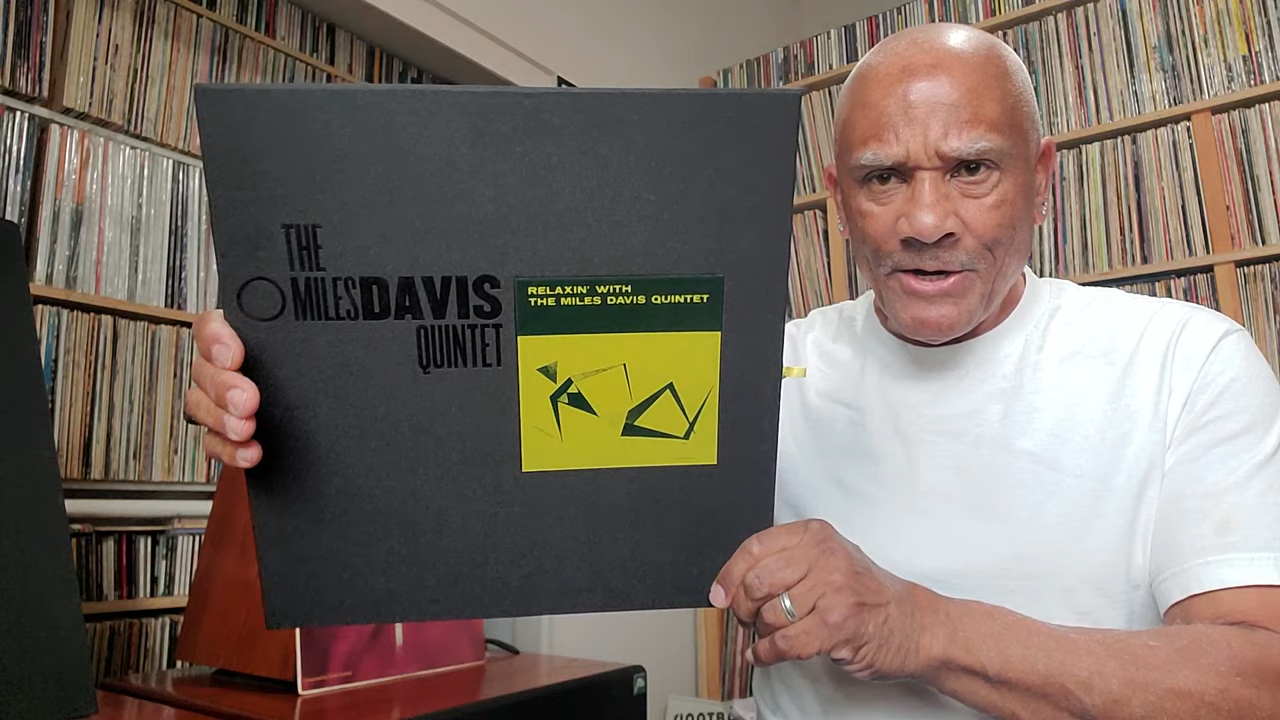 THE
MILES DAVIS
QUINTET
RELAXIN' WITH
THE MILES DAVIS QUINTET